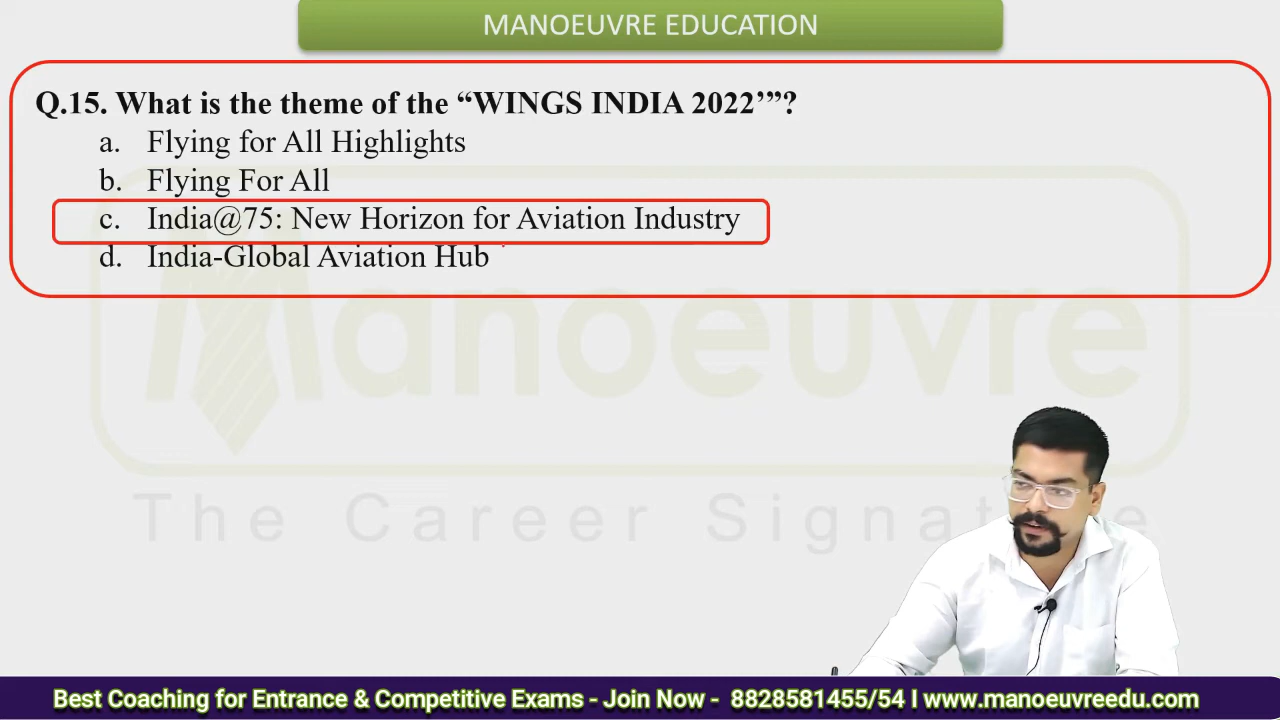 MANOEUVRE EDUCATION
Q.15. What is the theme of the “WINGS INDIA 2022’”?
a. Flying for All Highlights
b. Flying For All
c. India@75: New Horizon for Aviation Industry
d. India-Global Aviation Hub
Manoeuvre
The Career Signature
Best Coaching for Entrance & Competitive Exams - Join Now - 8828581455/54 I www.manoeuvreedu.com